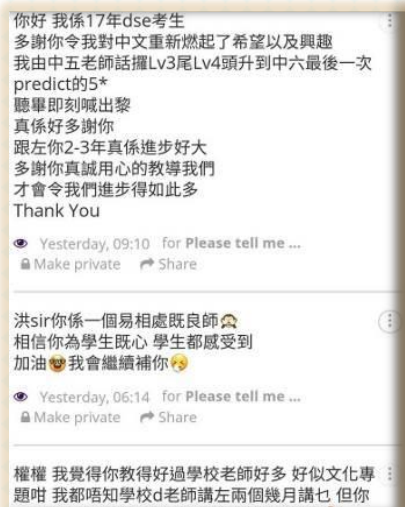 你好 我係17年dse考生
多謝你令我對中文重新燃起了希望以及興趣
我由中五老師話攞Lv3尾Lv4頭升到中六最後一次
predict的5*
聽畢即刻喊出黎
真係好多謝你
跟左你2-3年真係進步好大
多謝你真誠用心的教導我們
才會令我們進步得如此多
Thank You
Yesterday, 09:10 for Please tell me ...
Make private Share
洪sir你係一個易相處既良師🙊
相信你為學生既心 學生都感受到
加油🤓我會繼續補你🤧
Yesterday, 06:14 for Please tell me ...
Make private Share
權權 我覺得你教得好過學校老師好多 好似文化專
題咁 我都唔知學校d老師講左兩個幾月講乜 但你